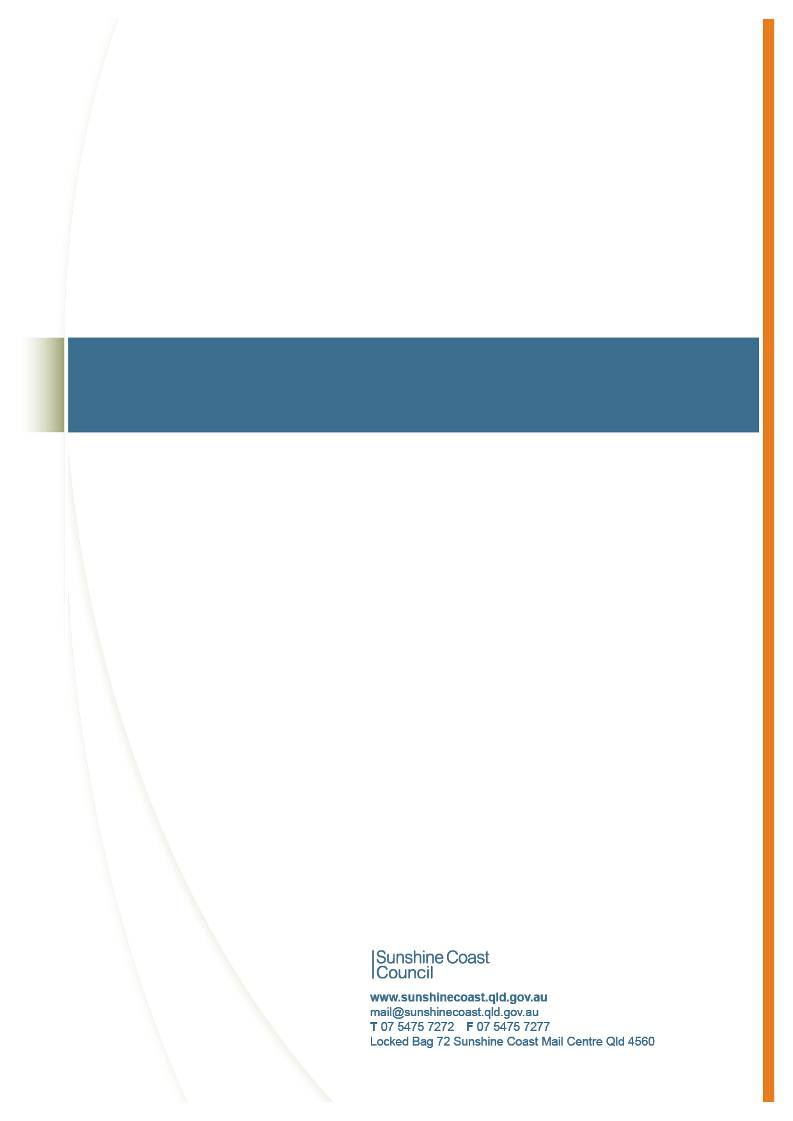 Sunshine Coast
Council
www.sunshinecoast.qld.gov.au
mail@sunshinecoast.qld.gov.au
T 07 5475 7272 F 07 5475 7277
Locked Bag 72 Sunshine Coast Mail Centre Qld 4560